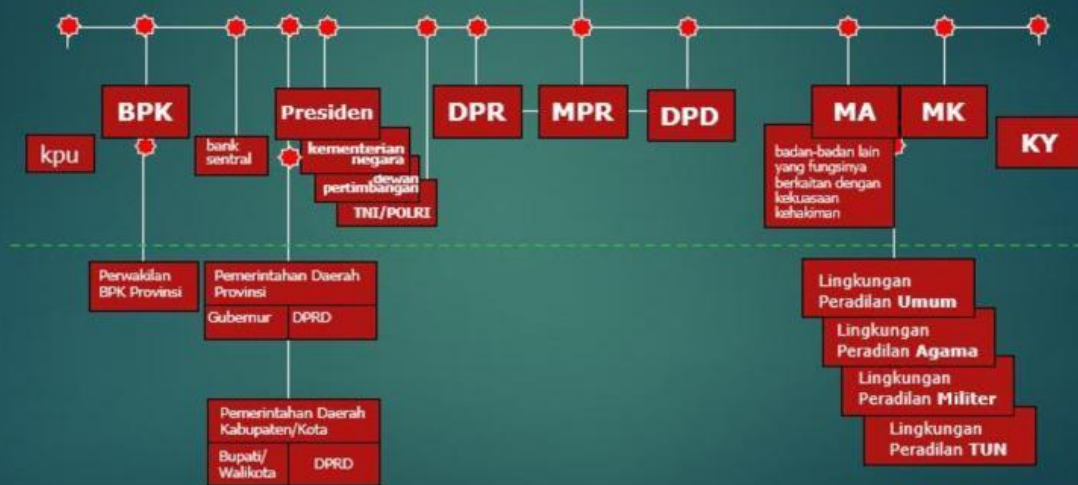 BPK
kpu
bank
sentral
Presiden
kementerian
negara
dewan
pertimbangan
TNI/POLRI
DPR
MPR
DPD
MA
MK
KY
badan-badan lain
yang fungsinya
berkaitan dengan
kekuasaan
kehakiman
Perwakilan
BPK Provinsi
Pemerintahan Daerah
Provinsi
Gubernur
DPRD
Pemerintahan Daerah
Kabupaten/Kota
Bupati/
Walikota
DPRD
Lingkungan
Peradilan Umum
Lingkungan
Peradilan Agama
Lingkungan
Peradilan Militer
Lingkungan
Peradilan TUN